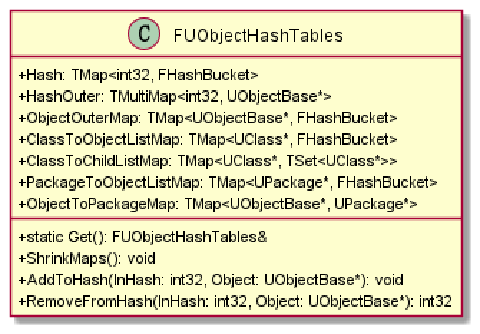 C FUObjectHashTables
+Hash: TMap<int32, FHashBucket>
+HashOuter: TMultiMap<int32, UObjectBase*>
+ObjectOuterMap: TMap<UObjectBase*, FHashBucket>
+ClassToObjectListMap: TMap<UClass*, FHashBucket>
+ClassToChildListMap: TMap<UClass*, TSet<UClass*>>
+PackageToObjectListMap: TMap<UPackage*, FHashBucket>
+ObjectToPackageMap: TMap<UObjectBase*, UPackage*>
+static Get(): FUObjectHashTables&
+ShrinkMaps(): void
+AddToHash(InHash: int32, Object: UObjectBase*): void
+RemoveFromHash(InHash: int32, Object: UObjectBase*): int32